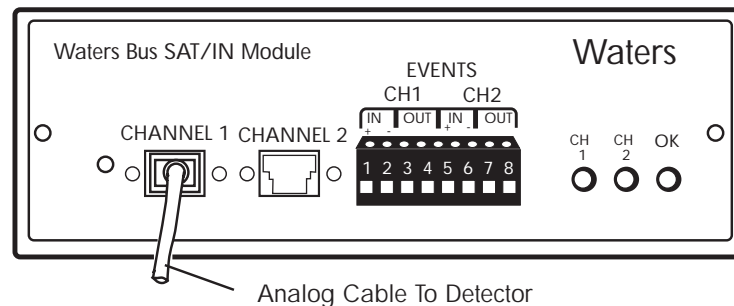 Waters Bus SAT/IN Module
Waters
EVENTS
CH1 CH2
IN OUT IN OUT
+ - + -
CHANNEL 1 CHANNEL 2
1 2 3 4 5 6 7 8
CH 1
CH 2
OK
Analog Cable To Detector